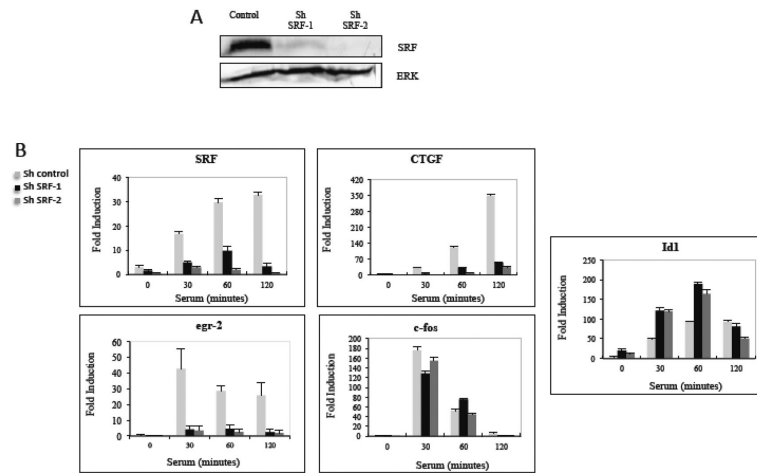 A
Control
Sh
SRF-1
Sh
SRF-2
SRF
ERK
B
Sh control
Sh SRF-1
Sh SRF-2
SRF
Fold Induction
40
30
20
10
0
0 30 60 120
Serum (minutes)
CTGF
Fold Induction
420
350
280
210
140
70
0
0 30 60 120
Serum (minutes)
egr-2
Fold Induction
60
50
40
30
20
10
0
0 30 60 120
Serum (minutes)
c-fos
Fold Induction
200
180
160
140
120
100
80
60
40
20
0
0 30 60 120
Serum (minutes)
Id1
Fold Induction
250
200
150
100
50
0
0 30 60 120
Serum (minutes)